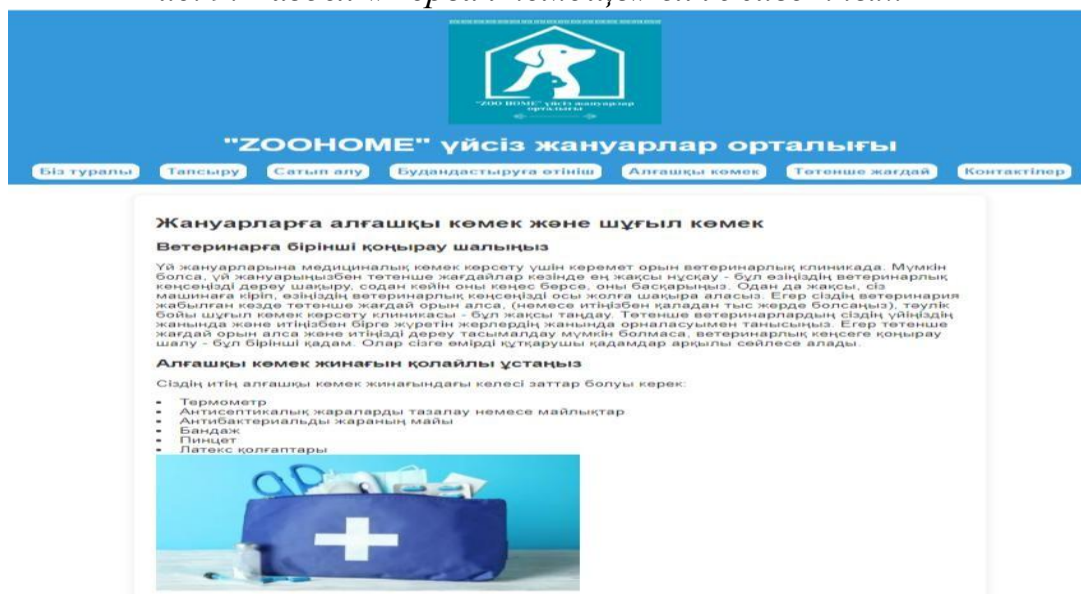 "ZOO HOME" үйсіз жануарлар
орталығы
"ZOOHOME" үйсіз жануарлар орталығы
Біз туралы Тапсыру Сатып алу Будандастыруға өтініш Алғашқы көмек Төтенше жағдай Контактілер
Жануарларға алғашқы көмек және шұғыл көмек
Ветеринарға бірінші қоңырау шалыңыз
Үй жануарларына медициналық көмек көрсету үшін керемет орын ветеринарлық клиникада. Мүмкін
болса, үй жануарыңызбен төтенше жағдайлар кезінде ең жақсы нұсқау - бұл өзіңіздің ветеринарлық
кеңсеңізді дереу шақыру, содан кейін оны кеңес берсе, оны басқарыңыз. Одан да жақсы, сіз
машинаға кіріп, өзіңіздің ветеринарлық кеңсеңізді осы жолға шақыра аласыз. Егер сіздің ветеринария
жабылған кезде төтенше жағдай орын алса, (немесе итіңізбен қаладан тыс жерде болсаңыз), тәулік
бойы шұғыл көмек көрсету клиникасы - бұл жақсы таңдау. Төтенше ветеринарлардың сіздің үйіңіздің
жанында және итіңізбен бірге жүретін жерлердің жанында орналасуымен танысыңыз. Егер төтенше
жағдай орын алса және итіңізді дереу тасымалдау мүмкін болмаса, ветеринарлық кеңсеге қоңырау
шалу - бұл бірінші қадам. Олар сізге өмірді құтқарушы қадамдар арқылы сөйлесе алады.
Алғашқы көмек жинағын қолайлы ұстаңыз
Сіздің итің алғашқы көмек жинағындағы келесі заттар болуы керек:
▪ Термометр
▪ Антисептикалық жараларды тазалау немесе майлықтар
▪ Антибактериальды жараның майы
▪ Бандаж
▪ Пинцет
▪ Латекс қолғаптары